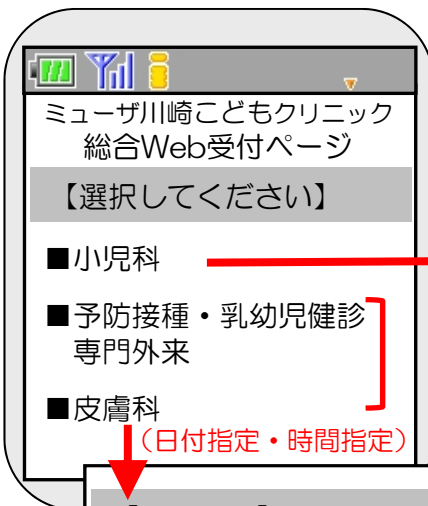 ミューザ川崎こどもクリニック
総合Web受付ページ
【選択してください】
■小児科
■予防接種・乳幼児健診
専門外来
■皮膚科
（日付指定・時間指定）